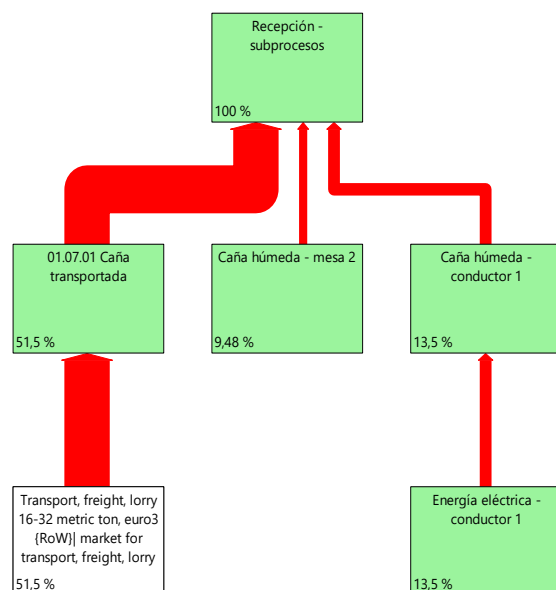 Recepción -
subprocesos
100 %
01.07.01 Caña
transportada
51,5 %
Caña húmeda - mesa 2
9,48 %
Caña húmeda -
conductor 1
13,5 %
Transport, freight, lorry
16-32 metric ton, euro3
{RoW}| market for
transport, freight, lorry
51,5 %
Energía eléctrica -
conductor 1
13,5 %